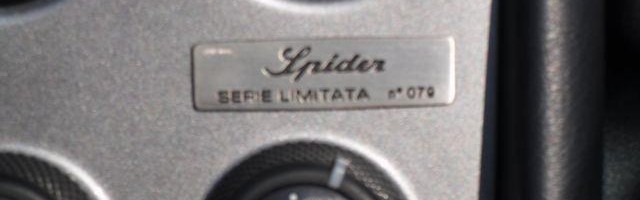 Spider
SERIE LIMITATA n° 079